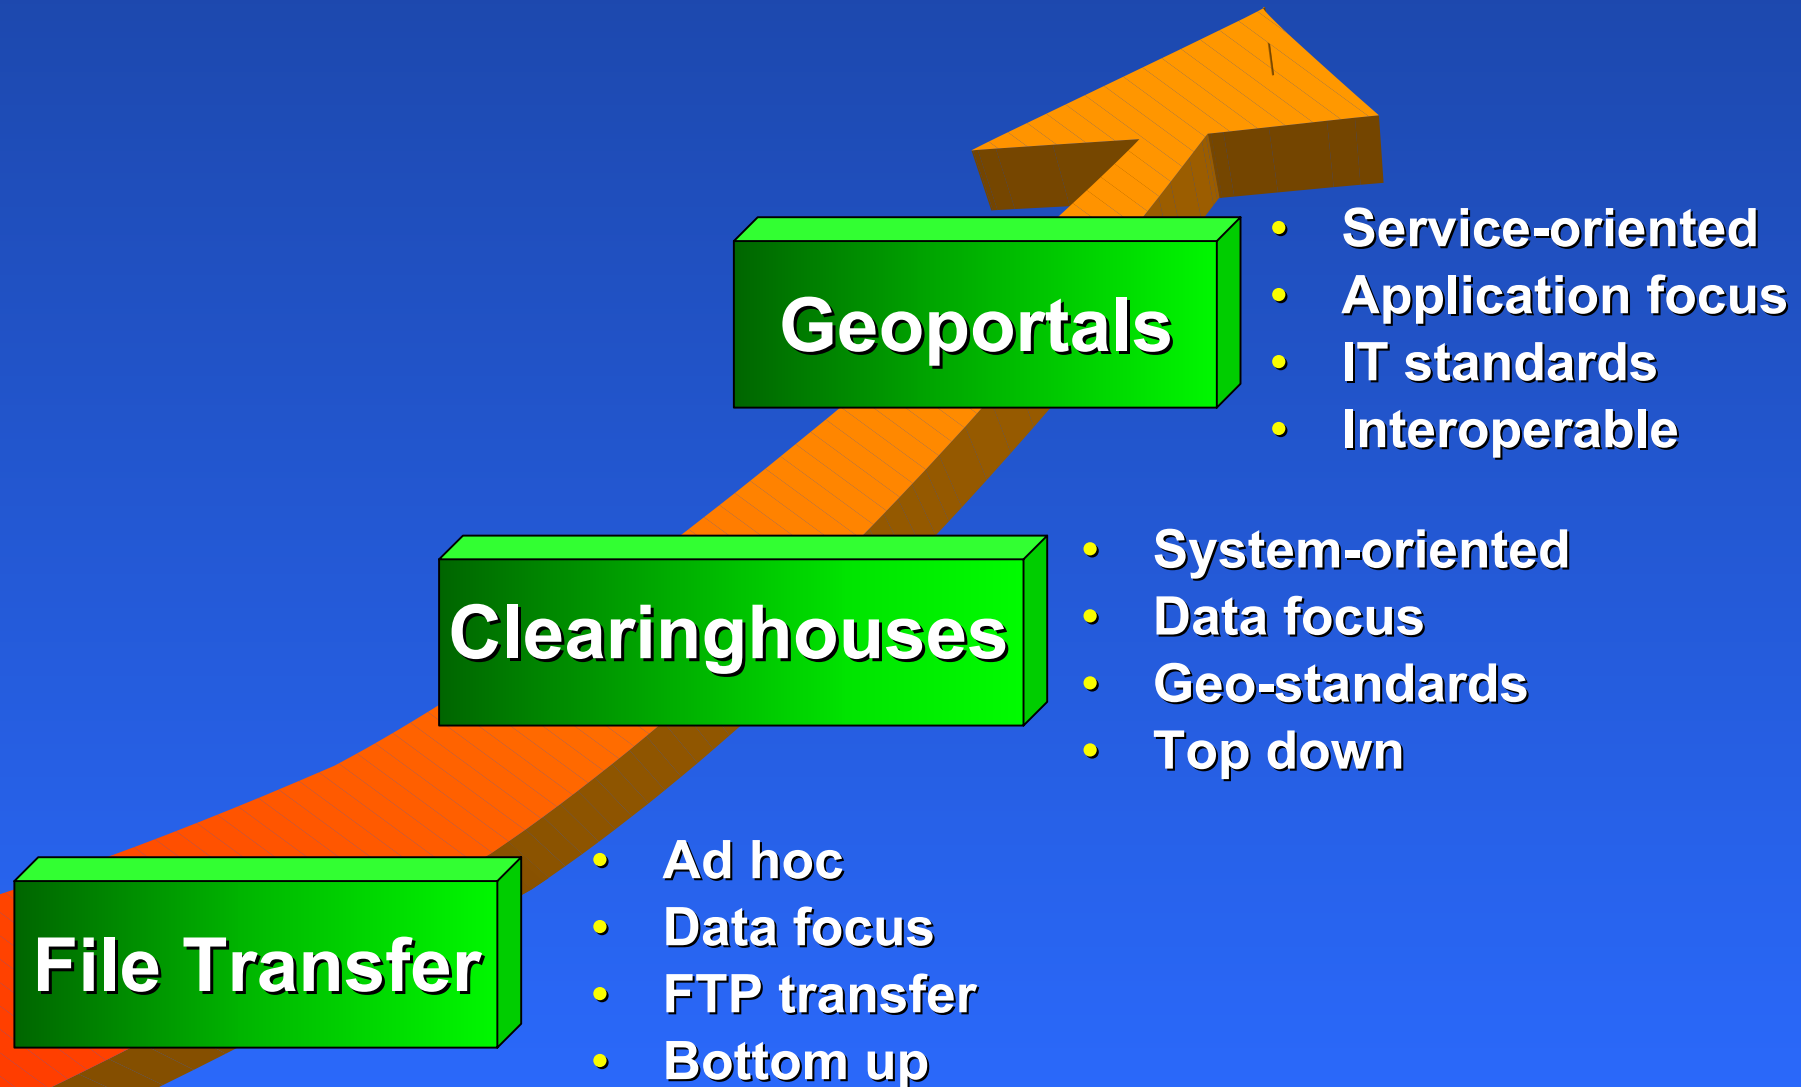 Geoportals
• Service-oriented
• Application focus
• IT standards
• Interoperable
Clearinghouses
• System-oriented
• Data focus
• Geo-standards
• Top down
File Transfer
• Ad hoc
• Data focus
• FTP transfer
• Bottom up